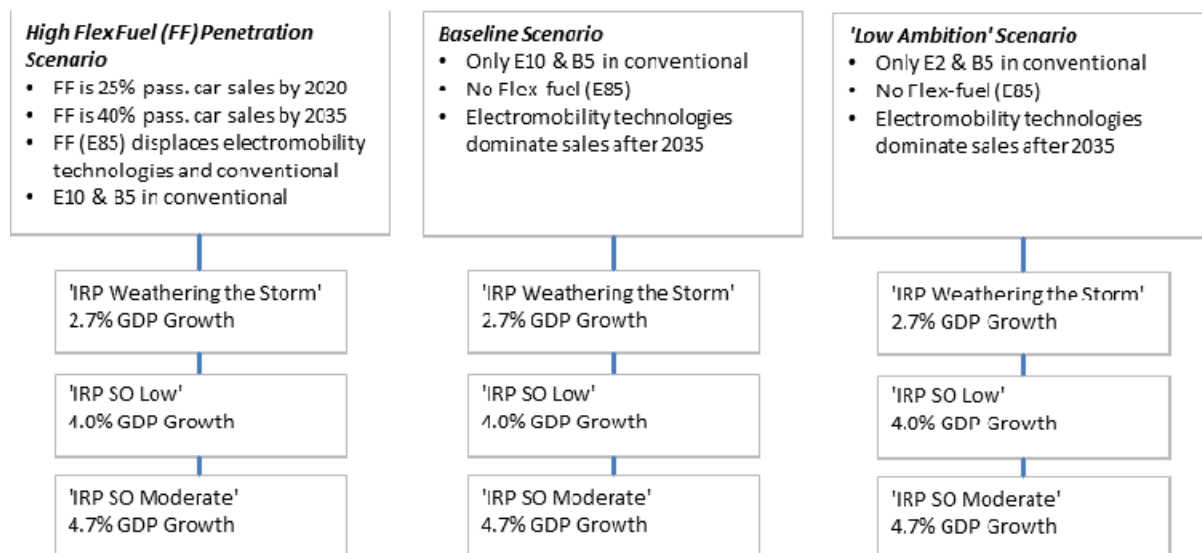 High Flex Fuel (FF) Penetration
Scenario
• FF is 25% pass. car sales by 2020
• FF is 40% pass. car sales by 2035
• FF (E85) displaces electromobility
technologies and conventional
• E10 & B5 in conventional
'IRP Weathering the Storm'
2.7% GDP Growth
'IRP SO Low'
4.0% GDP Growth
'IRP SO Moderate'
4.7% GDP Growth
Baseline Scenario
• Only E10 & B5 in conventional
• No Flex-fuel (E85)
• Electromobility technologies
dominate sales after 2035
'IRP Weathering the Storm'
2.7% GDP Growth
'IRP SO Low'
4.0% GDP Growth
'IRP SO Moderate'
4.7% GDP Growth
'Low Ambition' Scenario
• Only E2 & B5 in conventional
• No Flex-fuel (E85)
• Electromobility technologies
dominate sales after 2035
'IRP Weathering the Storm'
2.7% GDP Growth
'IRP SO Low'
4.0% GDP Growth
'IRP SO Moderate'
4.7% GDP Growth